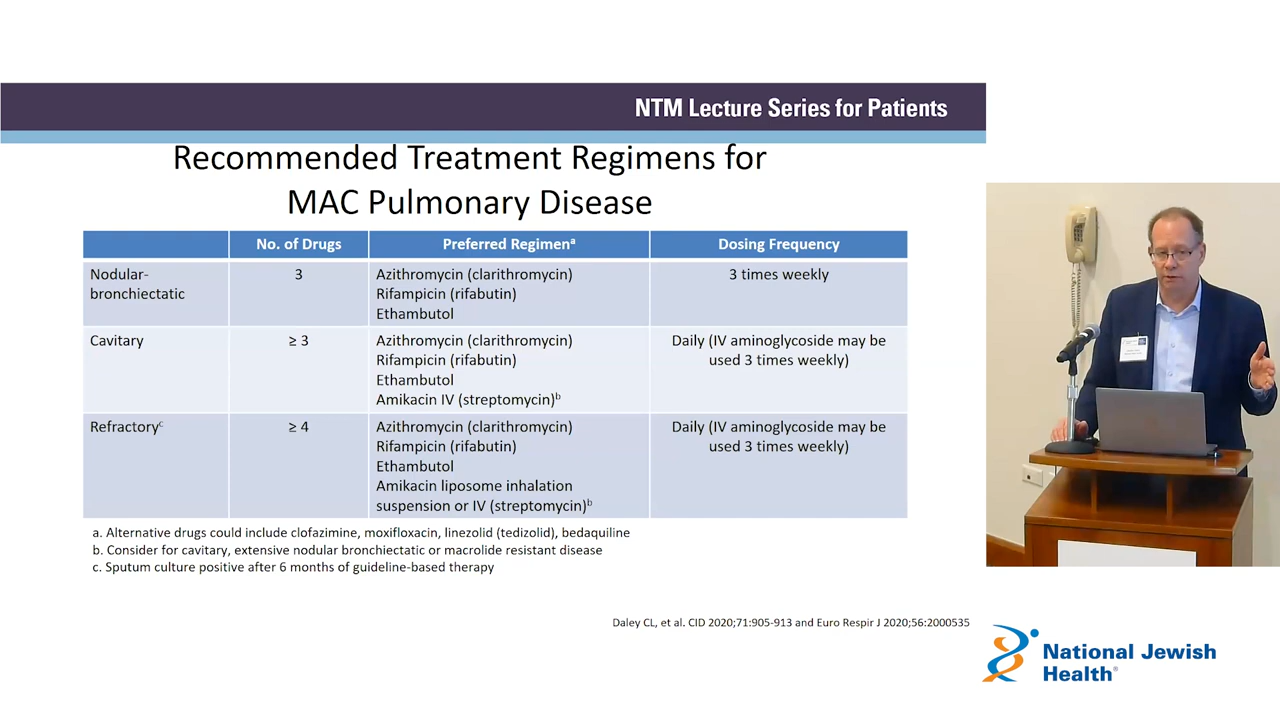 NTM Lecture Series for Patients
Recommended Treatment Regimens for
MAC Pulmonary Disease
No. of Drugs
Preferred Regimenᵃ
Dosing Frequency
Nodular-
bronchiectatic
3
Azithromycin (clarithromycin)
Rifampicin (rifabutin)
Ethambutol
3 times weekly
Cavitary
≥ 3
Azithromycin (clarithromycin)
Rifampicin (rifabutin)
Ethambutol
Amikacin IV (streptomycin)ᵇ
Daily (IV aminoglycoside may be
used 3 times weekly)
Refractoryᶜ
≥ 4
Azithromycin (clarithromycin)
Rifampicin (rifabutin)
Ethambutol
Amikacin liposome inhalation
suspension or IV (streptomycin)ᵇ
Daily (IV aminoglycoside may be
used 3 times weekly)
a. Alternative drugs could include clofazimine, moxifloxacin, linezolid (tedizolid), bedaquiline
b. Consider for cavitary, extensive nodular bronchiectatic or macrolide resistant disease
c. Sputum culture positive after 6 months of guideline-based therapy
Daley CL, et al. CID 2020;71:905-913 and Euro Respir J 2020;56:2000535
National Jewish
Health®